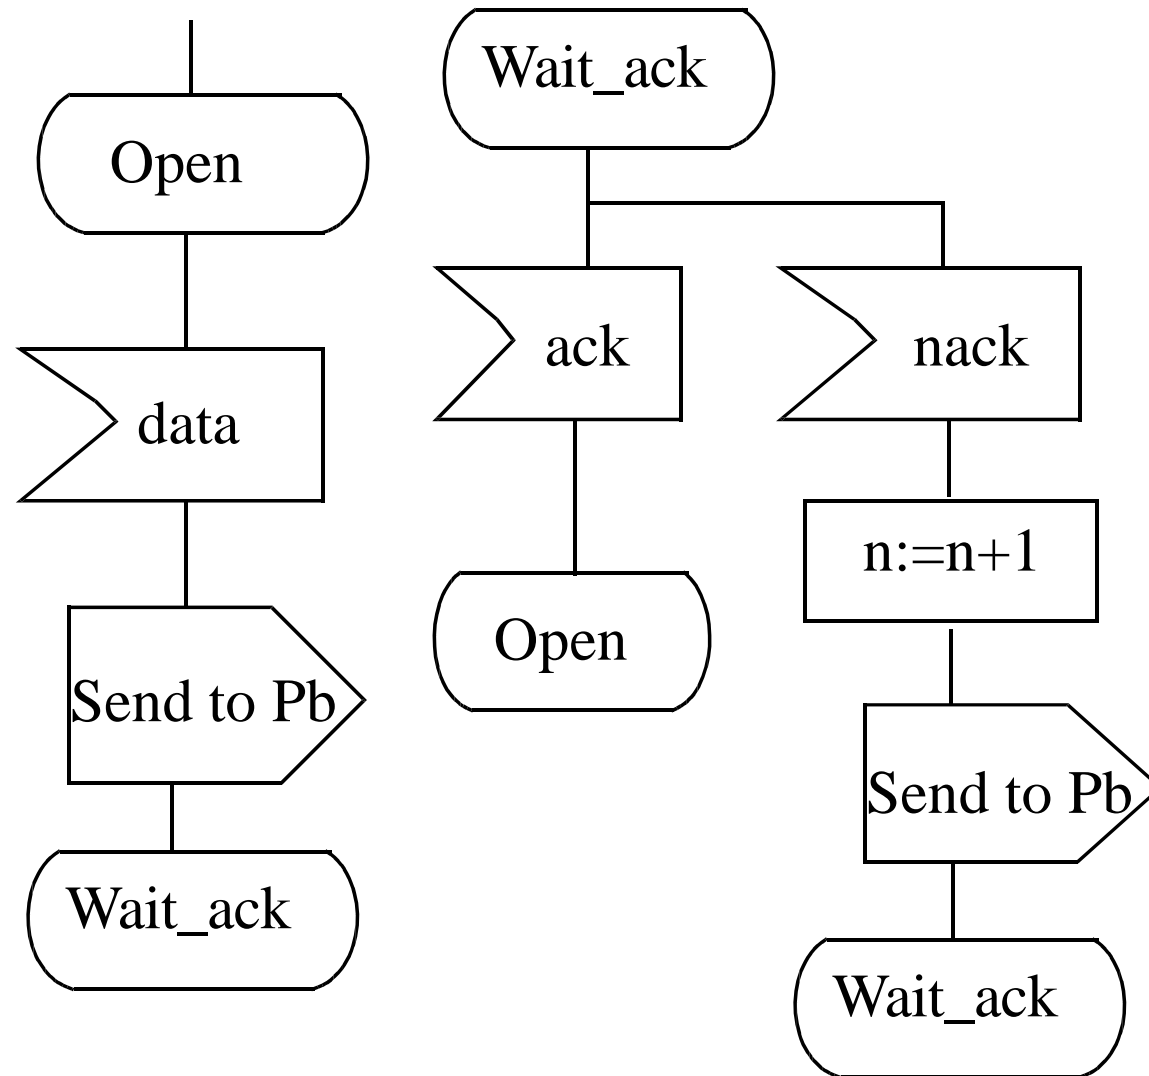 Open
data
Send to Pb
Wait_ack
Wait_ack
ack
Open
nack
n:=n+1
Send to Pb
Wait_ack